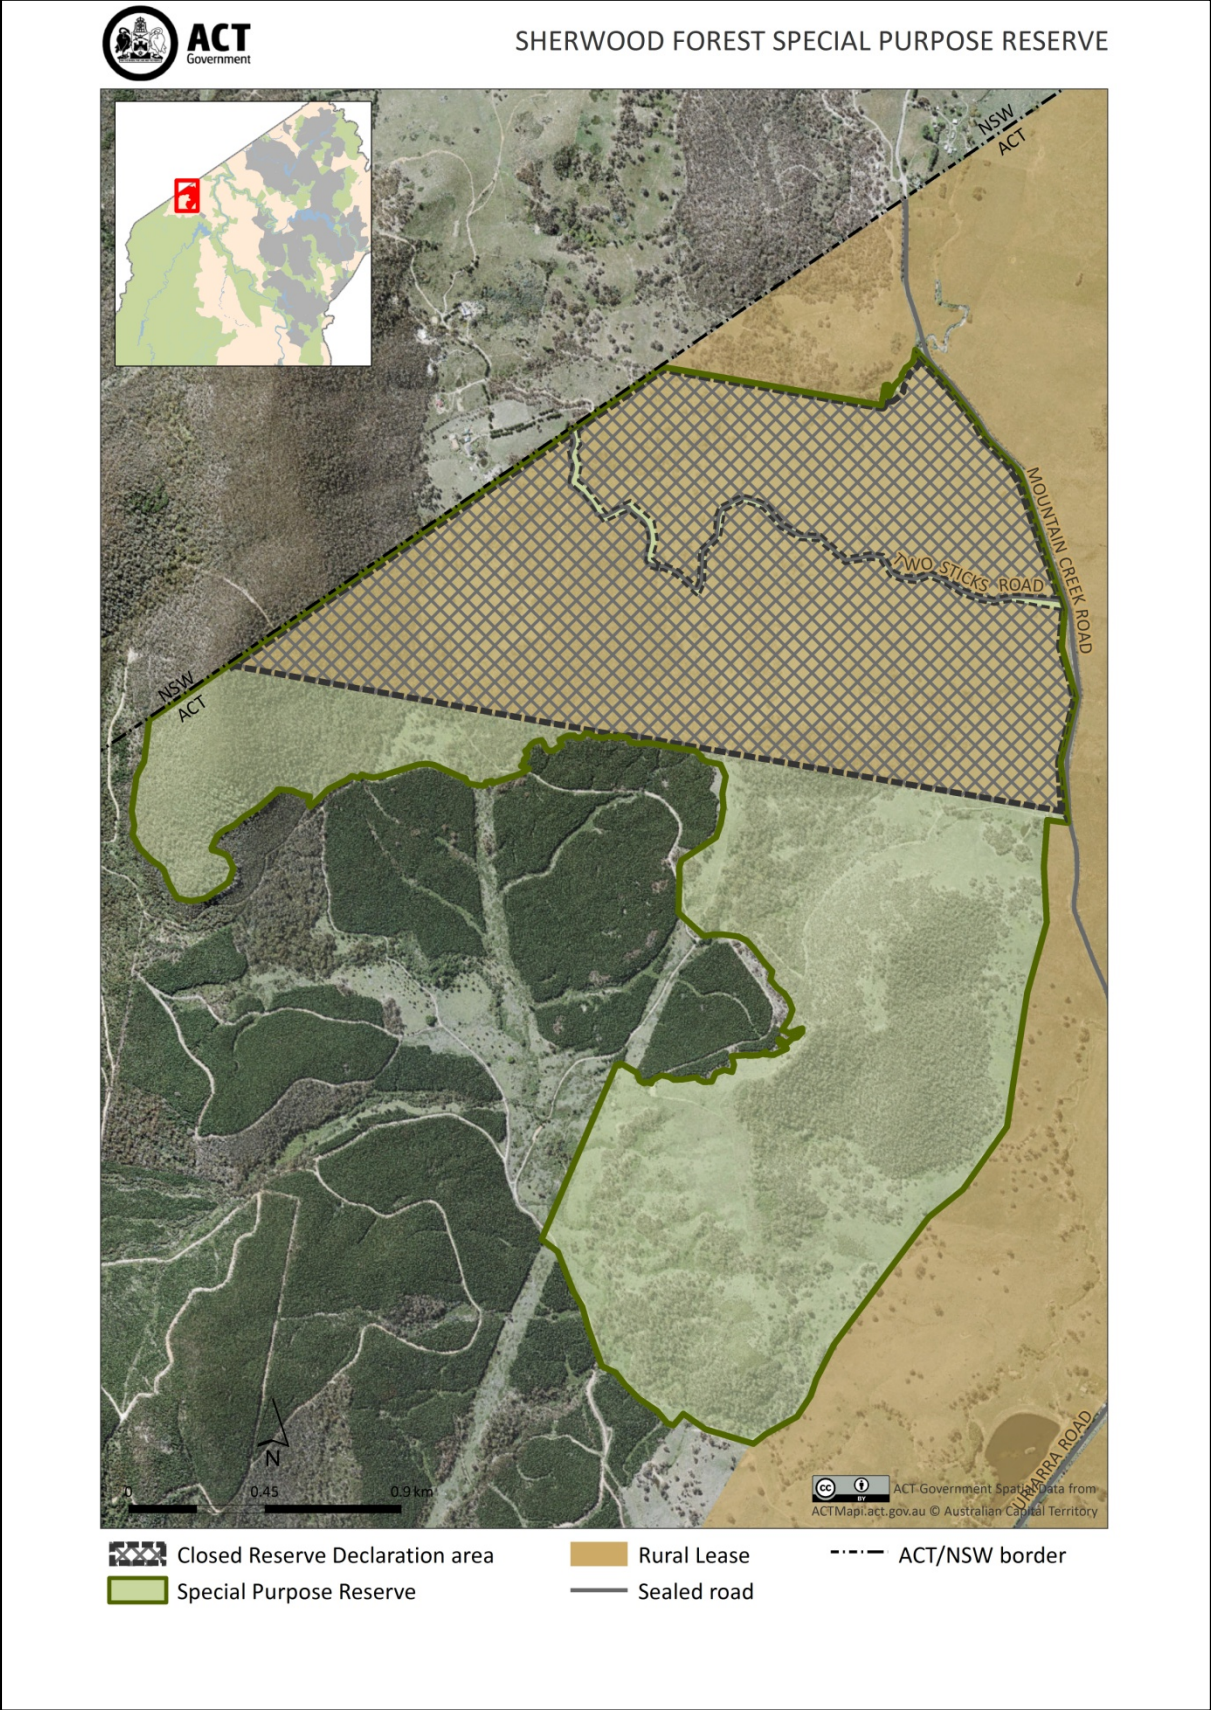 ACT
Government
SHERWOOD FOREST SPECIAL PURPOSE RESERVE
NSW
ACT
MOUNTAIN CREEK ROAD
TWO STICKS ROAD
NSW
ACT
N
0 0.45 0.9 km
URIARRA ROAD
CC BY
ACT Government Spatial Data from
ACTMapi.act.gov.au © Australian Capital Territory
Closed Reserve Declaration area
Rural Lease
ACT/NSW border
Special Purpose Reserve
Sealed road